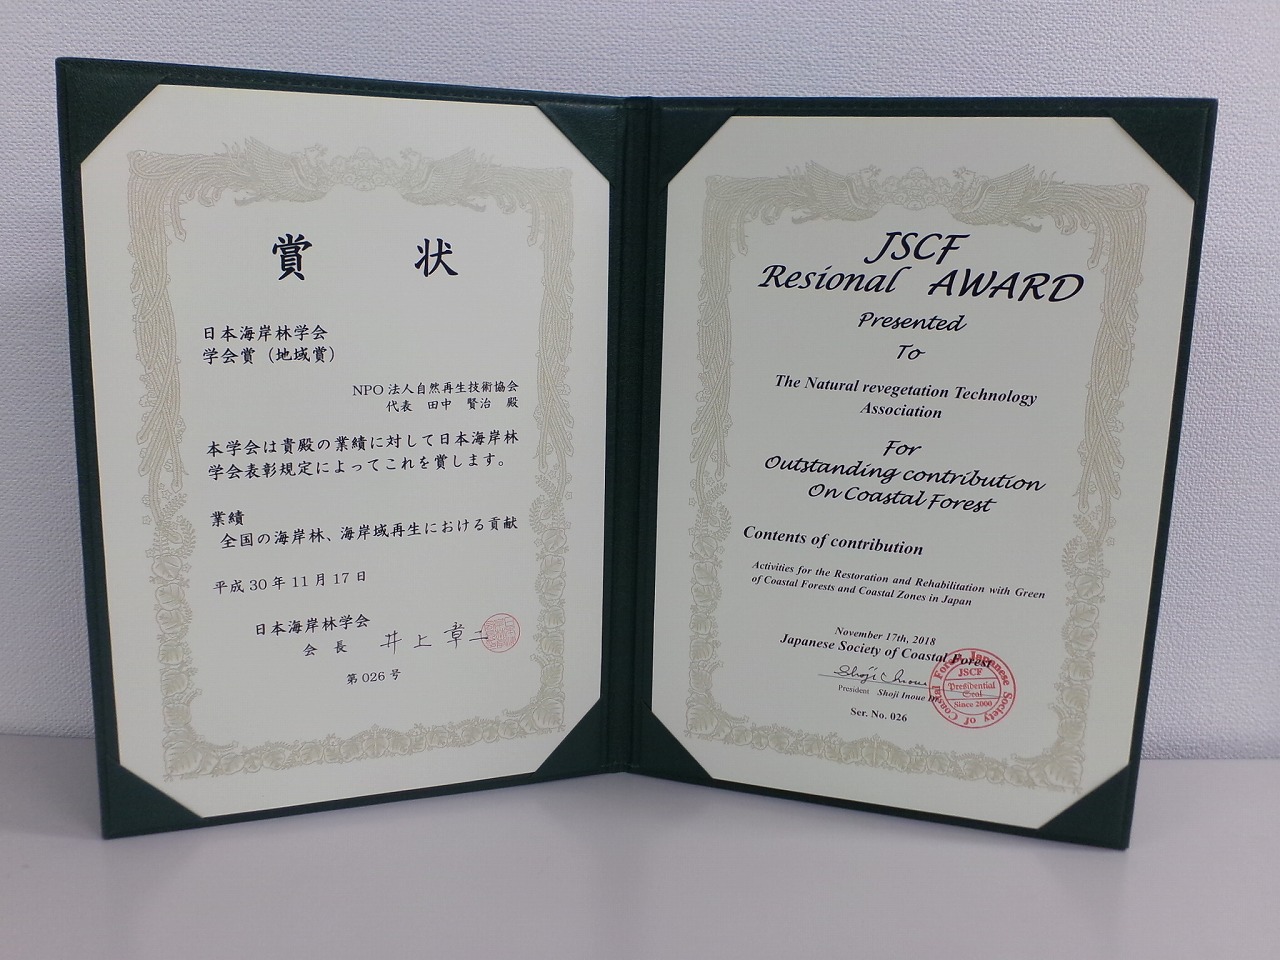 賞 状
日本海岸林学会
学会賞（地域賞）
NPO 法人自然再生技術協会
代表 田中 賢治 殿
本学会は貴殿の業績に対して日本海岸林
学会表彰規定によってこれを賞します。
業績
全国の海岸林、海岸域再生における貢献
平成 30 年 11 月 17 日
日本海岸林学会
会 長 井上 章二
第 026 号
JSCF
Resional AWARD
Presented
To
The Natural revegetation Technology
Association
For
Outstanding contribution
On Coastal Forest
Contents of contribution
Activities for the Restoration and Rehabilitation with Green
of Coastal Forests and Coastal Zones in Japan
November 17th, 2018
Japanese Society of Coastal Forest
Shoji Inoue
President Shoji Inoue
Ser. No. 026
Japanese Society of Coastal Forest
JSCF
Presidential
Seal
Since 2000